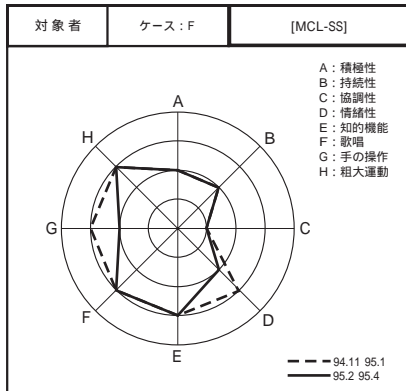 対象者 ケース：F [MCL-SS]
A：積極性
B：持続性
C：協調性
D：情緒性
E：知的機能
F：歌唱
G：手の操作
H：粗大運動
A
H B
G C
F D
E
94.11 95.1
95.2 95.4